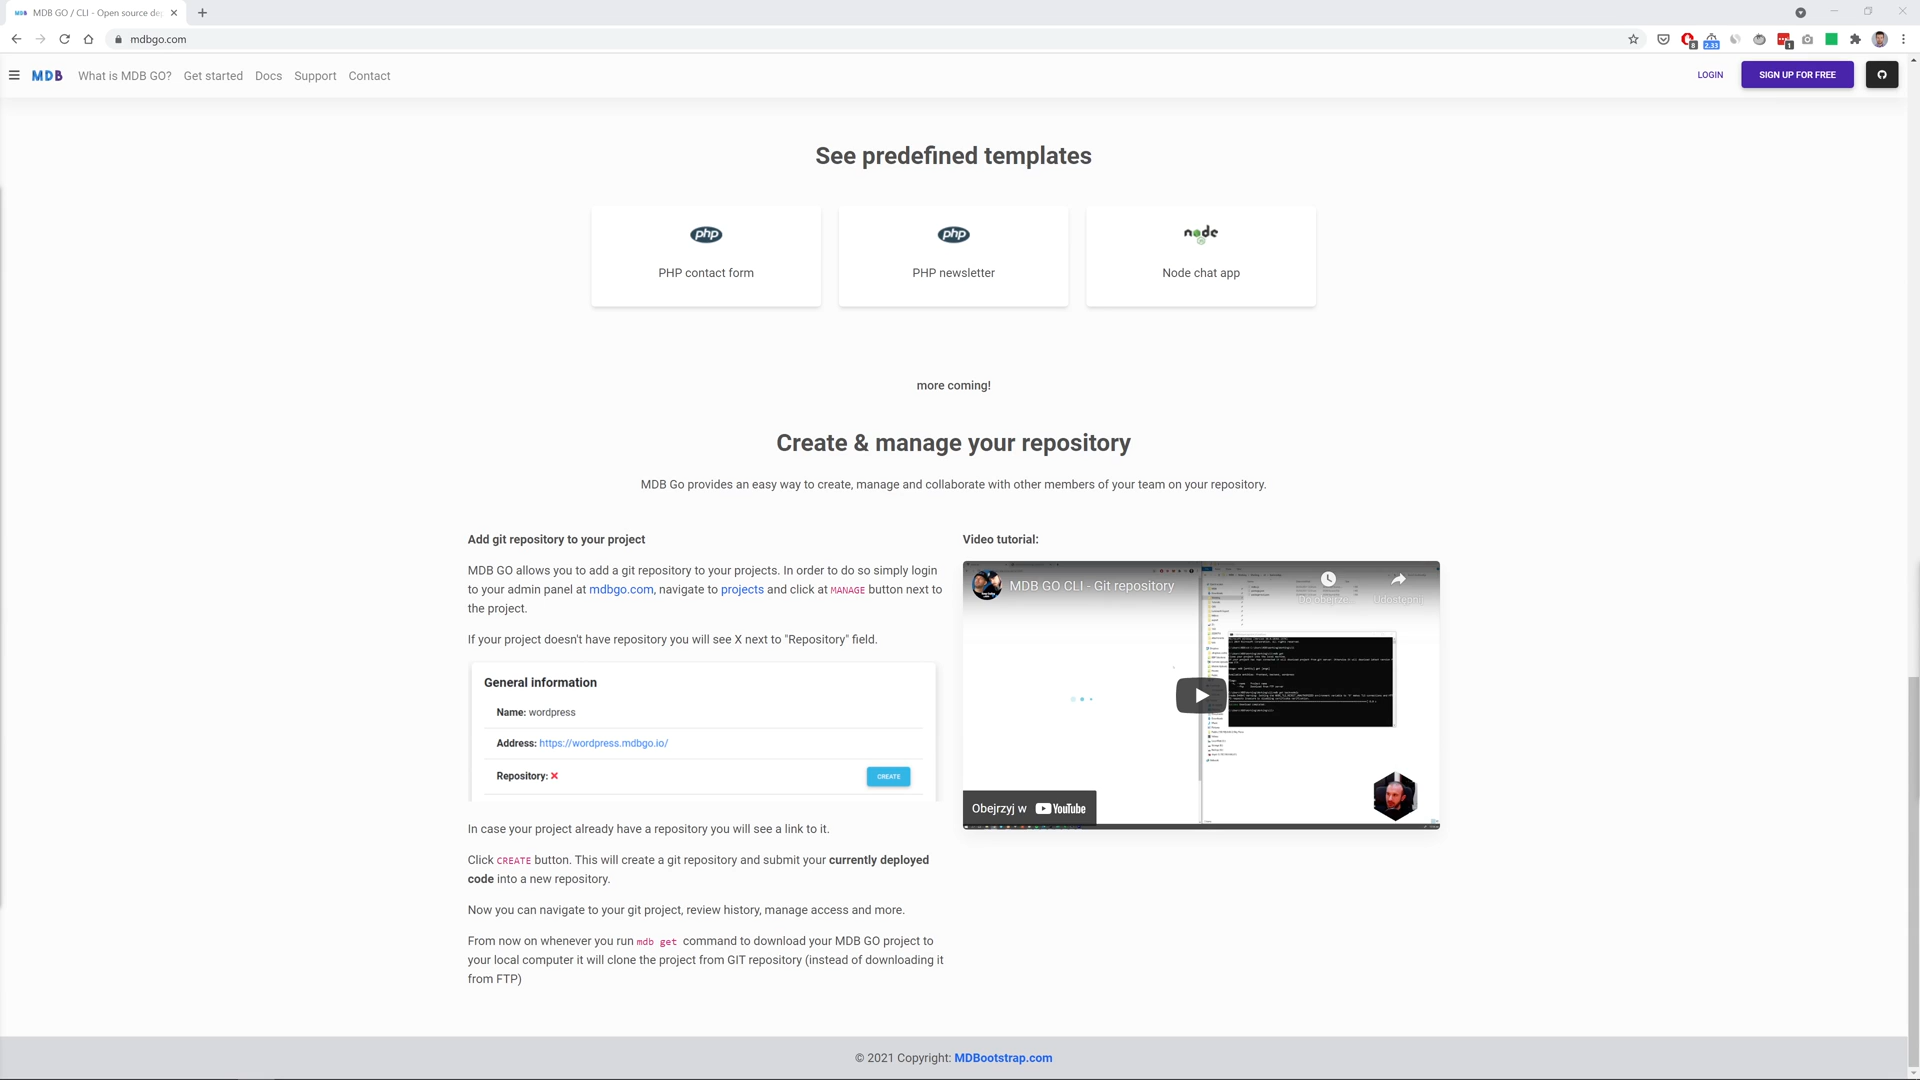 MDB GO / CLI - Open source de
mdbgo.com
8
2.33
1
MDB What is MDB GO? Get started Docs Support Contact LOGIN SIGN UP FOR FREE
See predefined templates
php php node
PHP contact form PHP newsletter Node chat app
more coming!
Create & manage your repository
MDB Go provides an easy way to create, manage and collaborate with other members of your team on your repository.
Add git repository to your project
MDB GO allows you to add a git repository to your projects. In order to do so simply login
to your admin panel at mdbgo.com, navigate to projects and click at MANAGE button next to
the project.
If your project doesn't have repository you will see X next to "Repository" field.
General information
Name: wordpress
Address: https://wordpress.mdbgo.io/
Repository: CREATE
In case your project already have a repository you will see a link to it.
Click CREATE button. This will create a git repository and submit your currently deployed
code into a new repository.
Now you can navigate to your git project, review history, manage access and more.
From now on whenever you run mdb get command to download your MDB GO project to
your local computer it will clone the project from GIT repository (instead of downloading it
from FTP)
Video tutorial:
MDB GO CLI - Git repository
Do obejrz... Udostępnij
Obejrzyj w YouTube
© 2021 Copyright: MDBootstrap.com